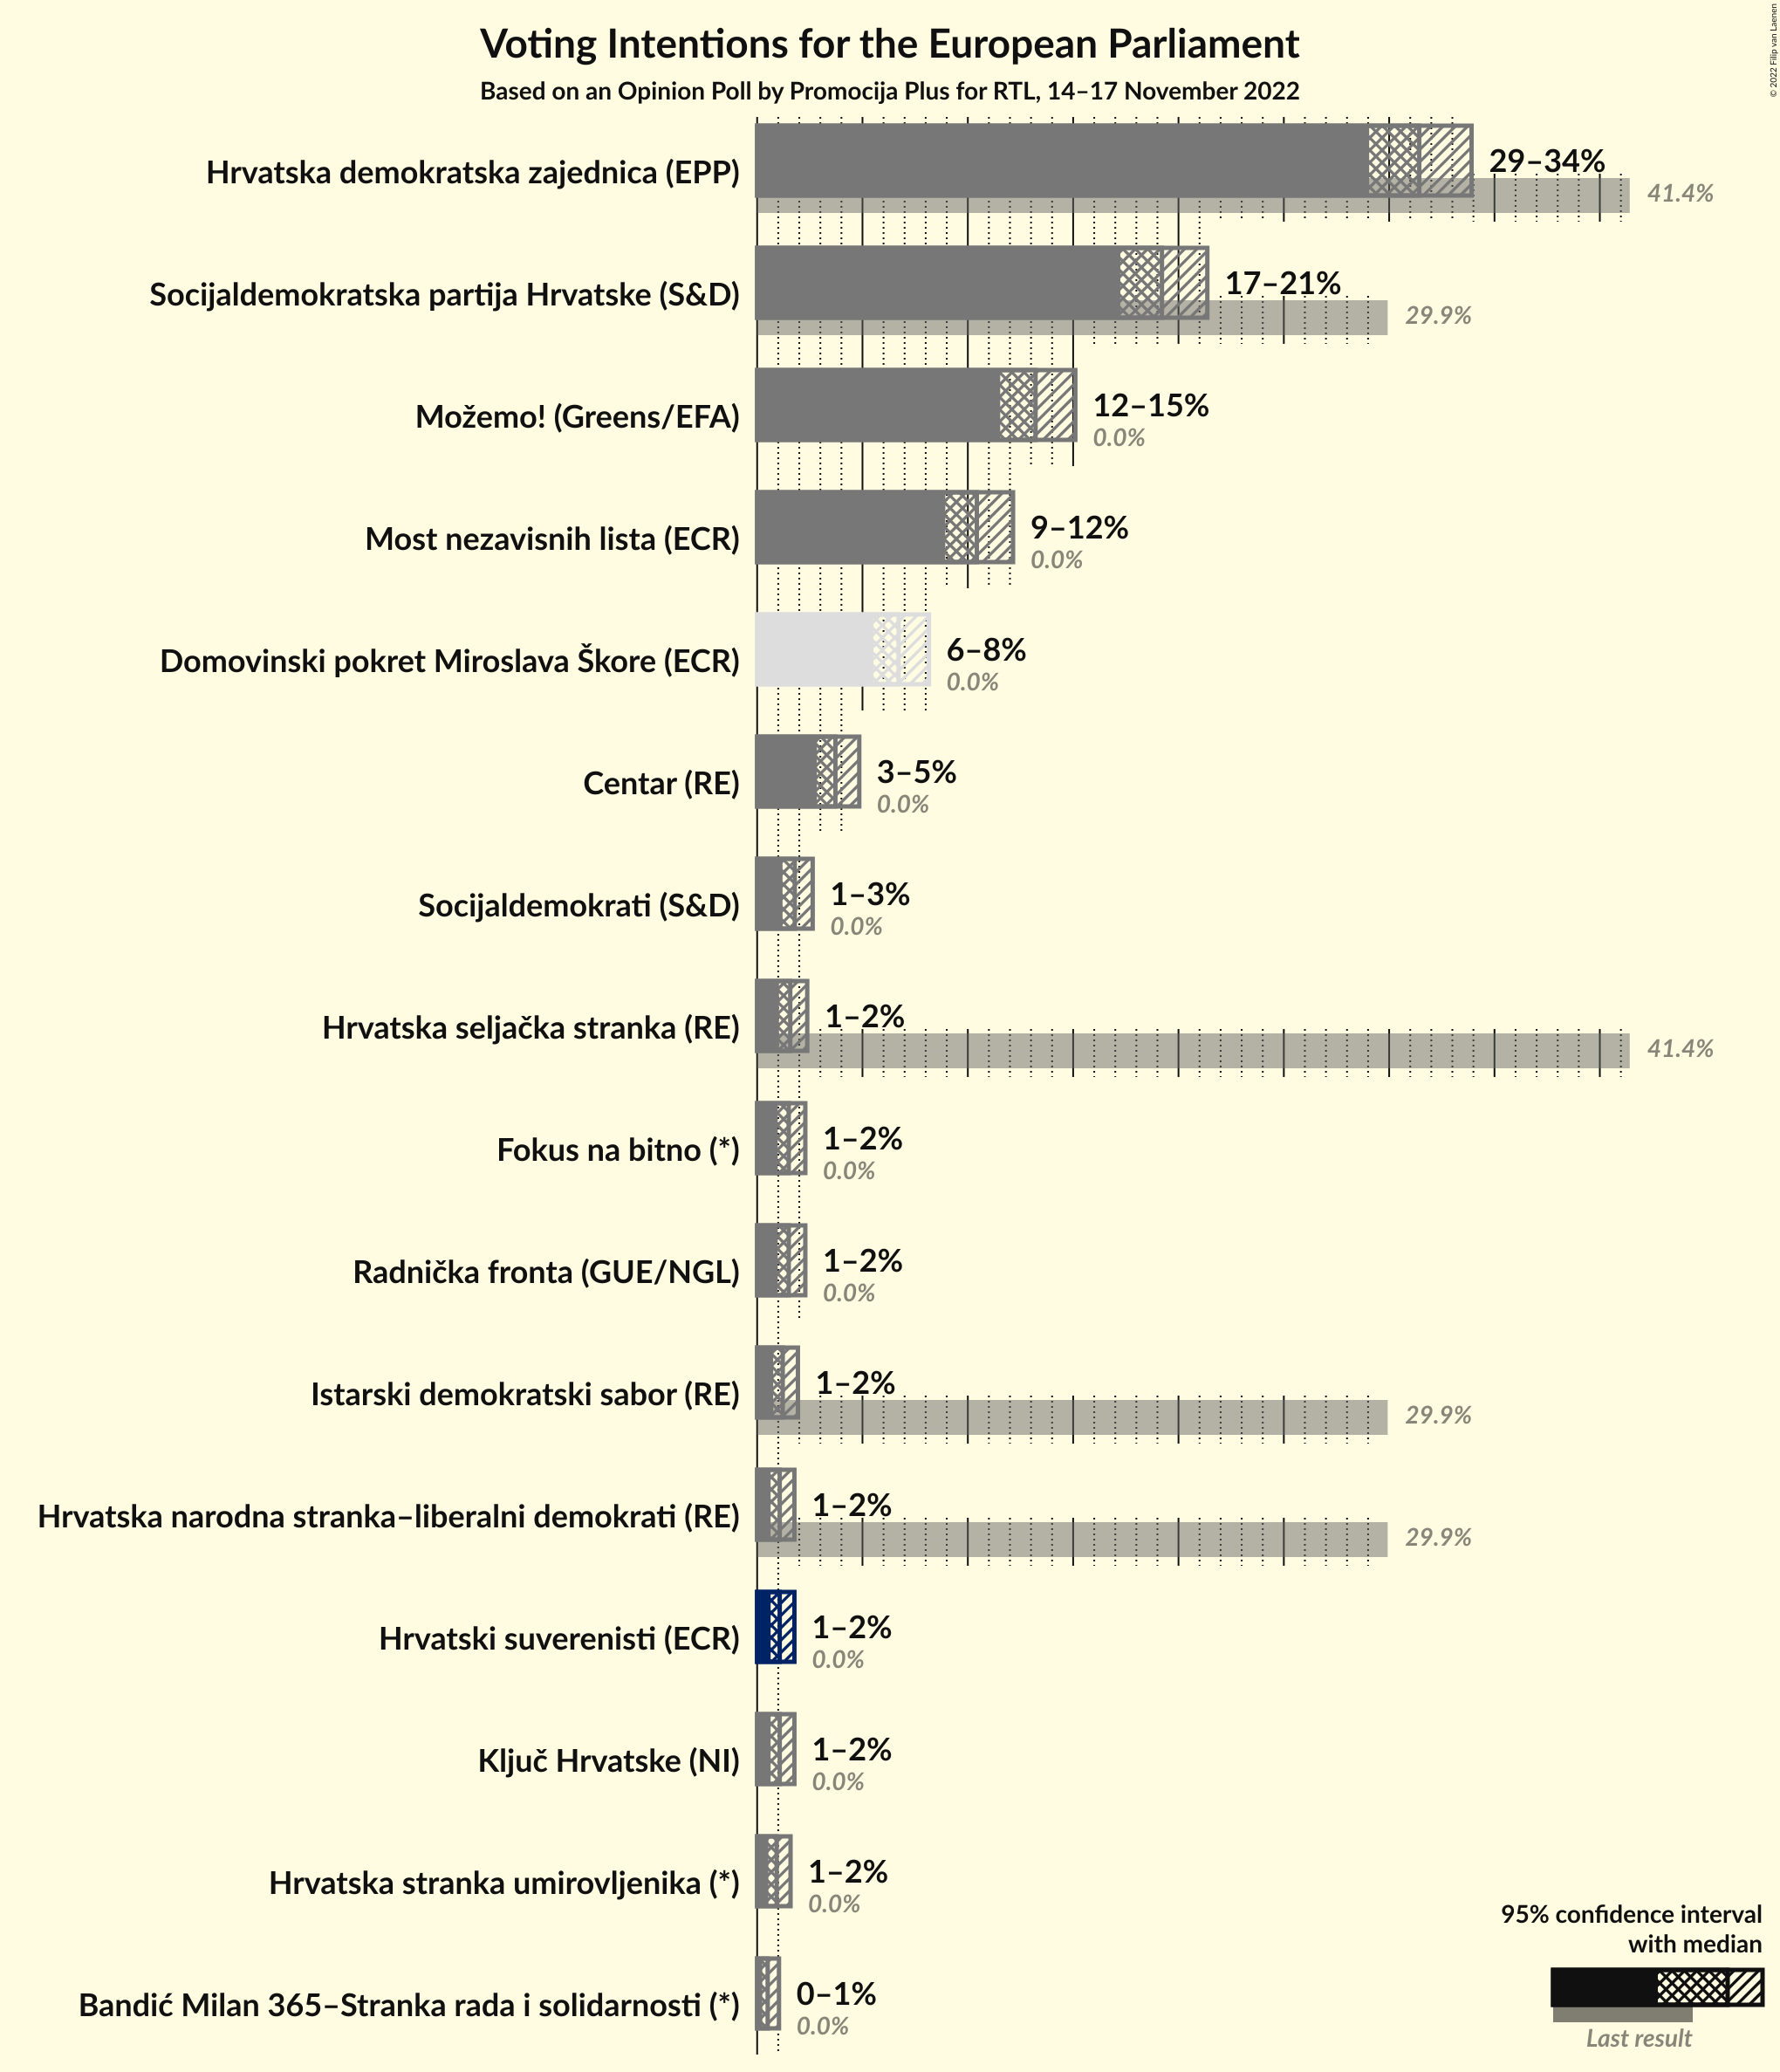 Voting Intentions for the European Parliament
Based on an Opinion Poll by Promocija Plus for RTL, 14–17 November 2022
© 2022 Filip van Laenen
Hrvatska demokratska zajednica (EPP)
29–34%
41.4%
Socijaldemokratska partija Hrvatske (S&D)
17–21%
29.9%
Možemo! (Greens/EFA)
12–15%
0.0%
Most nezavisnih lista (ECR)
9–12%
0.0%
Domovinski pokret Miroslava Škore (ECR)
6–8%
0.0%
Centar (RE)
3–5%
0.0%
Socijaldemokrati (S&D)
1–3%
0.0%
Hrvatska seljačka stranka (RE)
1–2%
41.4%
Fokus na bitno (*)
1–2%
0.0%
Radnička fronta (GUE/NGL)
1–2%
0.0%
Istarski demokratski sabor (RE)
1–2%
29.9%
Hrvatska narodna stranka–liberalni demokrati (RE)
1–2%
29.9%
Hrvatski suverenisti (ECR)
1–2%
0.0%
Ključ Hrvatske (NI)
1–2%
0.0%
Hrvatska stranka umirovljenika (*)
1–2%
0.0%
Bandić Milan 365–Stranka rada i solidarnosti (*)
0–1%
0.0%
95% confidence interval
with median
Last result